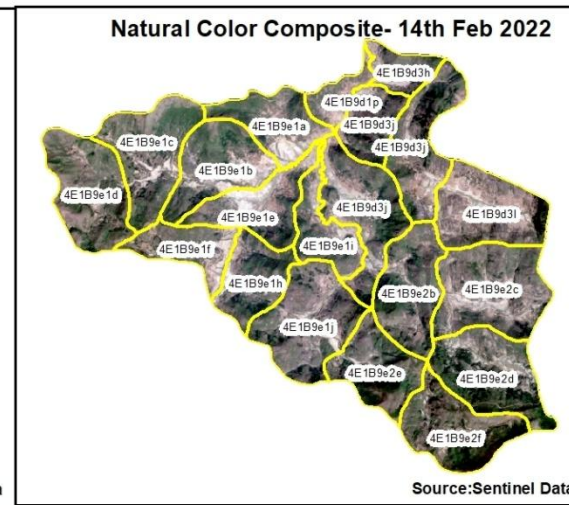 Natural Color Composite- 14th Feb 2022
4E1B9d3h
4E1B9d1p
4E1B9e1a
4E1B9d3j
4E1B9e1c
4E1B9d3j
4E1B9e1b
4E1B9e1d
4E1B9d3j
4E1B9d3l
4E1B9e1e
4E1B9e1f
4E1B9e1i
4E1B9e1h
4E1B9e2b
4E1B9e2c
4E1B9e1j
4E1B9e2e
4E1B9e2d
4E1B9e2f
a
Source:Sentinel Data